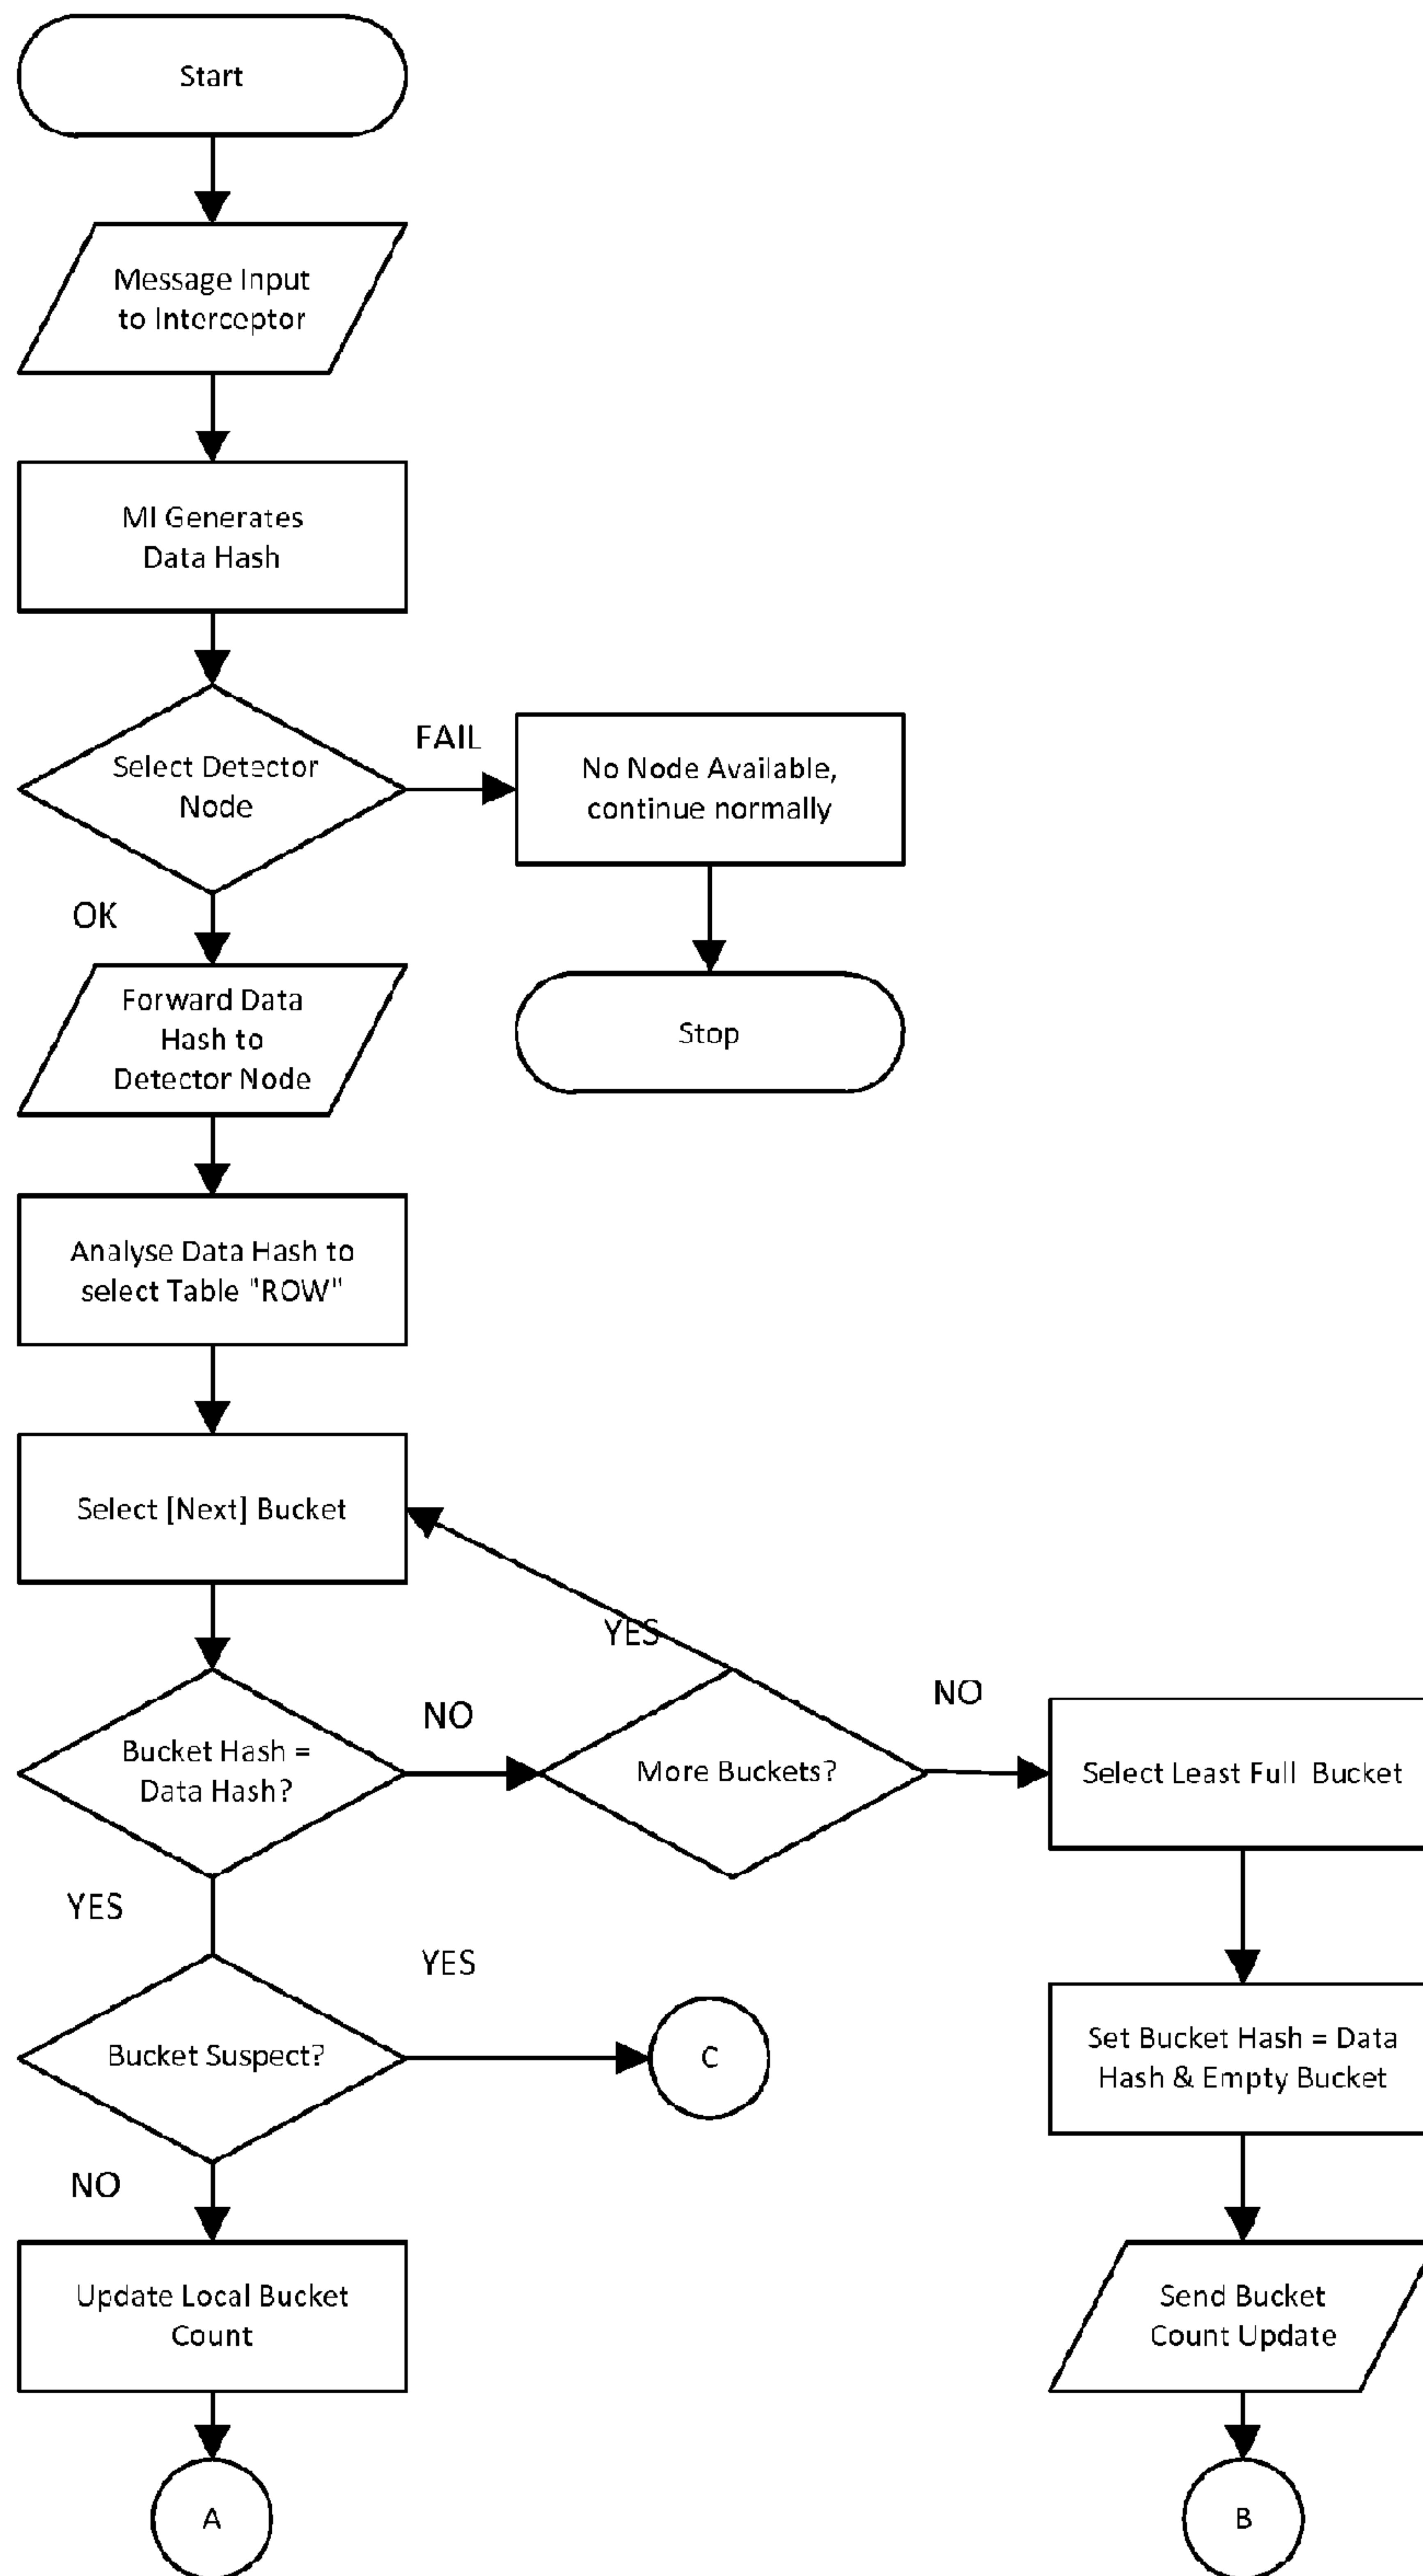 Start
Message Input
to Interceptor
MI Generates
Data Hash
Select Detector
Node
FAIL
No Node Available,
continue normally
OK
Stop
Forward Data
Hash to
Detector Node
Analyse Data Hash to
select Table "ROW"
Select [Next] Bucket
YES
Bucket Hash =
Data Hash?
NO
More Buckets?
NO
Select Least Full Bucket
YES
Bucket Suspect?
YES
C
Set Bucket Hash = Data
Hash & Empty Bucket
NO
Update Local Bucket
Count
Send Bucket
Count Update
A
B